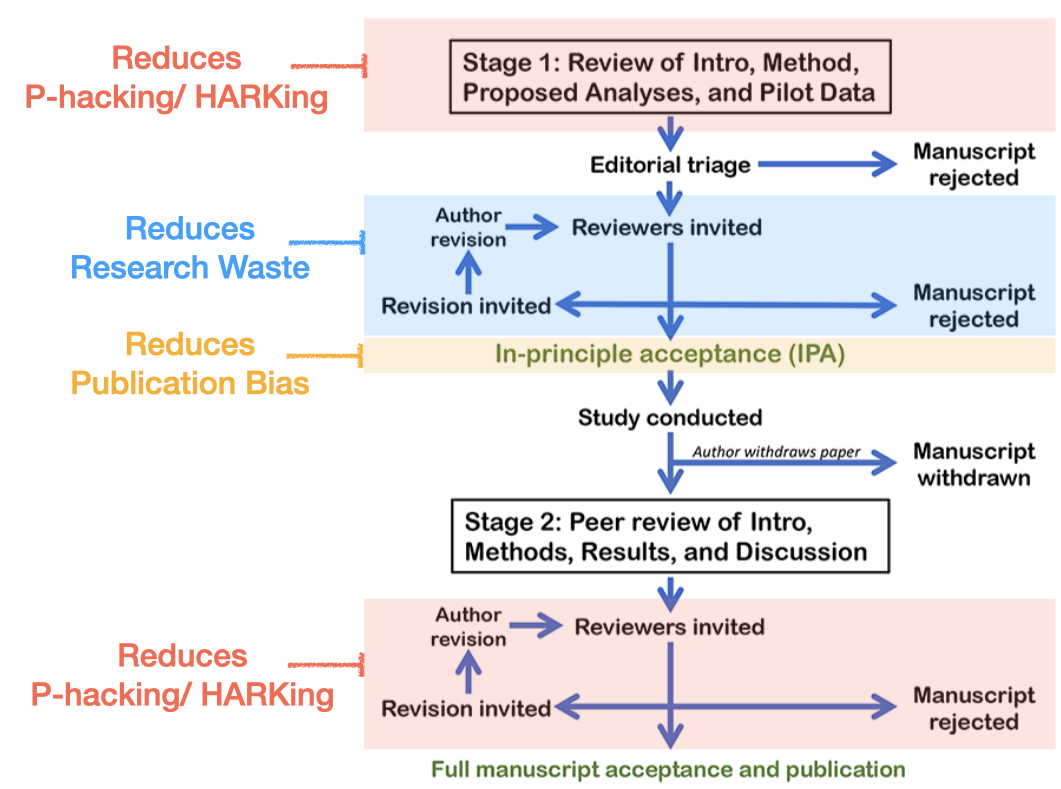 Reduces
P-hacking/ HARKing
Stage 1: Review of Intro, Method,
Proposed Analyses, and Pilot Data
Editorial triage
Manuscript
rejected
Reduces
Research Waste
Author
revision
Reviewers invited
Revision invited
Manuscript
rejected
Reduces
Publication Bias
In-principle acceptance (IPA)
Study conducted
Author withdraws paper
Manuscript
withdrawn
Stage 2: Peer review of Intro,
Methods, Results, and Discussion
Reduces
P-hacking/ HARKing
Author
revision
Reviewers invited
Revision invited
Manuscript
rejected
Full manuscript acceptance and publication